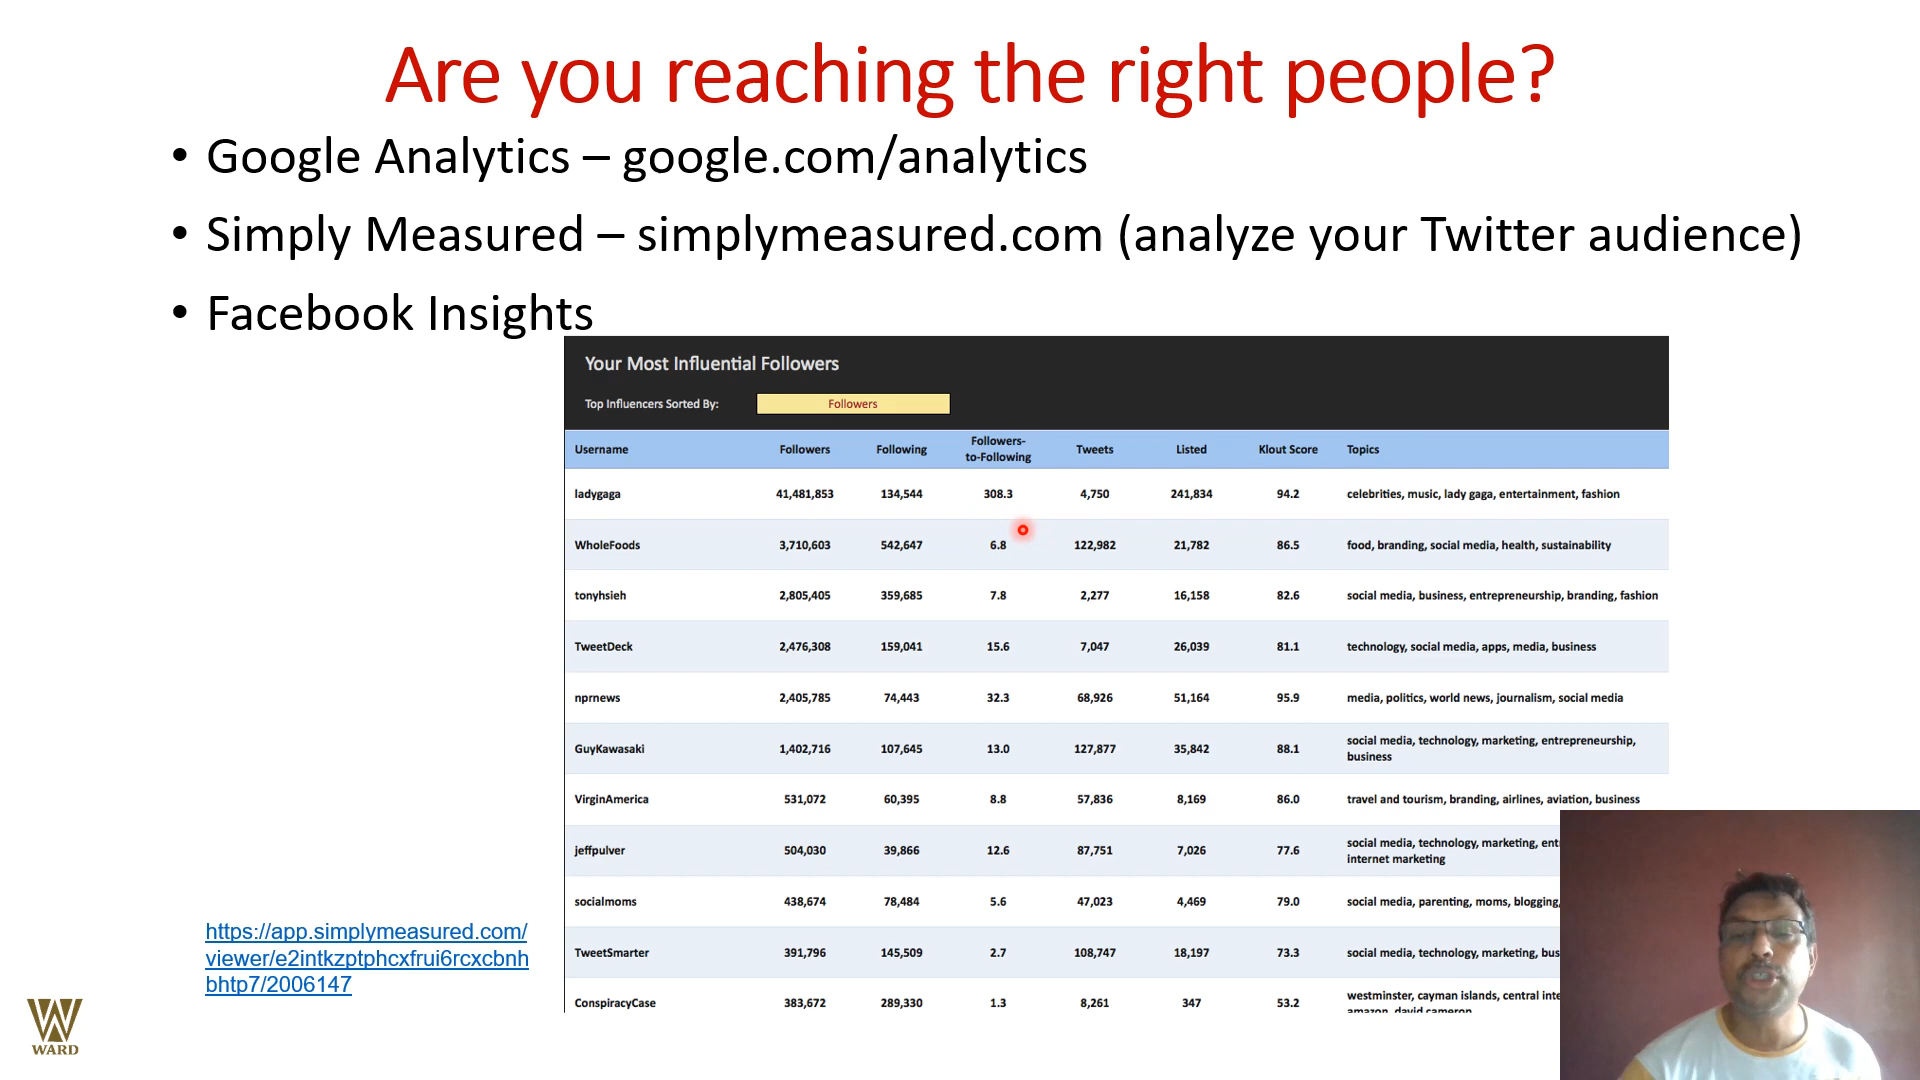 Are you reaching the right people?
• Google Analytics – google.com/analytics
• Simply Measured – simplymeasured.com (analyze your Twitter audience)
• Facebook Insights
Your Most Influential Followers
Top Influencers Sorted By: Followers
Username Followers Following Followers-to-Following Tweets Listed Klout Score Topics
ladygaga 41,481,853 134,544 308.3 4,750 241,834 94.2 celebrities, music, lady gaga, entertainment, fashion
WholeFoods 3,710,603 542,647 6.8 122,982 21,782 86.5 food, branding, social media, health, sustainability
tonyhsieh 2,805,405 359,685 7.8 2,277 16,158 82.6 social media, business, entrepreneurship, branding, fashion
TweetDeck 2,476,308 159,041 15.6 7,047 26,039 81.1 technology, social media, apps, media, business
nprnews 2,405,785 74,443 32.3 68,926 51,164 95.9 media, politics, world news, journalism, social media
GuyKawasaki 1,402,716 107,645 13.0 127,877 35,842 88.1 social media, technology, marketing, entrepreneurship,
business
VirginAmerica 531,072 60,395 8.8 57,836 8,169 86.0 travel and tourism, branding, airlines, aviation, business
jeffpulver 504,030 39,866 12.6 87,751 7,026 77.6 social media, technology, marketing,
internet marketing
socialmoms 438,674 78,484 5.6 47,023 4,469 79.0 social media, parenting, moms, blogging,
TweetSmarter 391,796 145,509 2.7 108,747 18,197 73.3 social media, technology, marketing,
ConspiracyCase 383,672 289,330 1.3 8,261 347 53.2 westminster, cayman islands, central
amazon, david cameron
https://app.simplymeasured.com/
viewer/e2intkzptphcxfrui6rcxcbnh
bhtp7/2006147
WARD